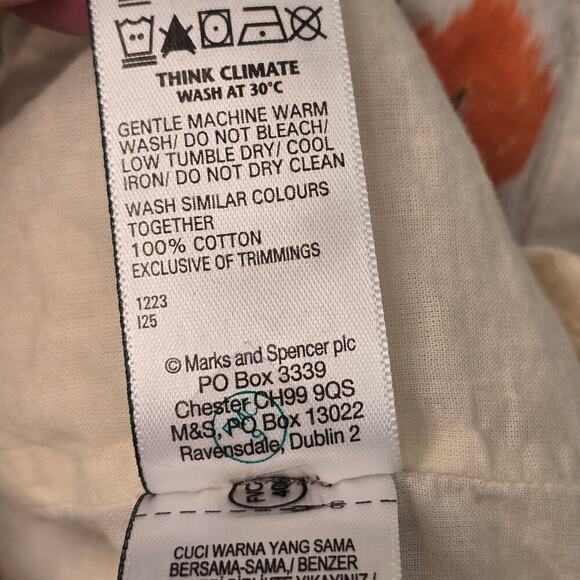 THINK CLIMATE
WASH AT 30°C
GENTLE MACHINE WARM
WASH/ DO NOT BLEACH/
LOW TUMBLE DRY/ COOL
IRON/ DO NOT DRY CLEAN
WASH SIMILAR COLOURS
TOGETHER
100% COTTON
EXCLUSIVE OF TRIMMINGS
1223
I25
© Marks and Spencer plc
PO Box 3339
Chester CH99 9QS
M&S, PO Box 13022
Ravensdale, Dublin 2
CUCI WARNA YANG SAMA
BERSAMA-SAMA,/ BENZER